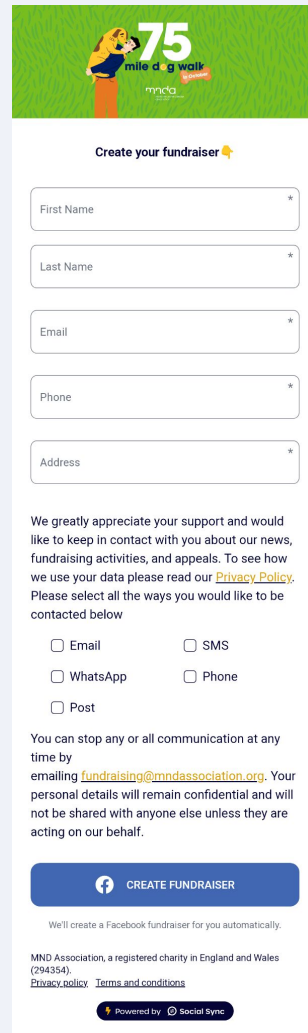 75
mile dog walk
in October
mnda
Create your fundraiser👇
First Name *
Last Name *
Email *
Phone *
Address *
We greatly appreciate your support and would
like to keep in contact with you about our news,
fundraising activities, and appeals. To see how
we use your data please read our Privacy Policy.
Please select all the ways you would like to be
contacted below
Email SMS
WhatsApp Phone
Post
You can stop any or all communication at any
time by
emailing fundraising@mndassociation.org. Your
personal details will remain confidential and will
not be shared with anyone else unless they are
acting on our behalf.
CREATE FUNDRAISER
We'll create a Facebook fundraiser for you automatically.
MND Association, a registered charity in England and Wales
(294354).
Privacy policy Terms and conditions
Powered by Social Sync